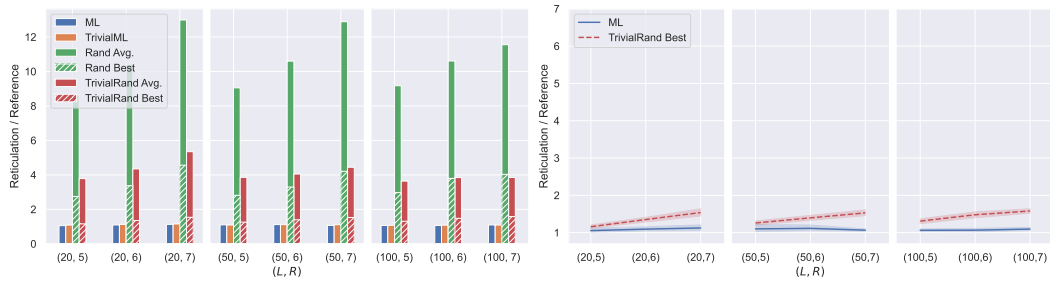 Reticulation / Reference
12
10
8
6
4
2
0
ML
TrivialML
Rand Avg.
Rand Best
TrivialRand Avg.
TrivialRand Best
(20, 5) (20, 6) (20, 7) (50, 5) (50, 6) (50, 7) (100, 5) (100, 6) (100, 7)
(L, R)
Reticulation / Reference
7
6
5
4
3
2
1
ML
TrivialRand Best
(20,5) (20,6) (20,7) (50,5) (50,6) (50,7) (100,5) (100,6) (100,7)
(L, R)